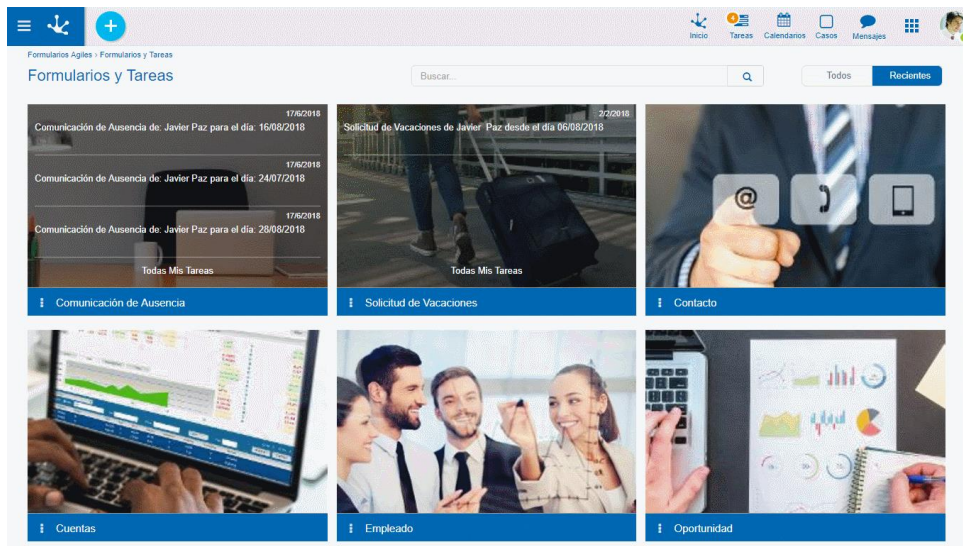 4
Inicio
Tareas
Calendarios
Casos
Mensajes
Formularios Agiles > Formularios y Tareas
Formularios y Tareas
Buscar...
Todos
Recientes
17/6/2018
Comunicación de Ausencia de: Javier Paz para el día: 16/08/2018
17/6/2018
Comunicación de Ausencia de: Javier Paz para el día: 24/07/2018
17/6/2018
Comunicación de Ausencia de: Javier Paz para el día: 28/08/2018
Todas Mis Tareas
Comunicación de Ausencia
2/2/2018
Solicitud de Vacaciones de Javier Paz desde el día 06/08/2018
Todas Mis Tareas
Solicitud de Vacaciones
@
Contacto
Cuentas
Empleado
Oportunidad